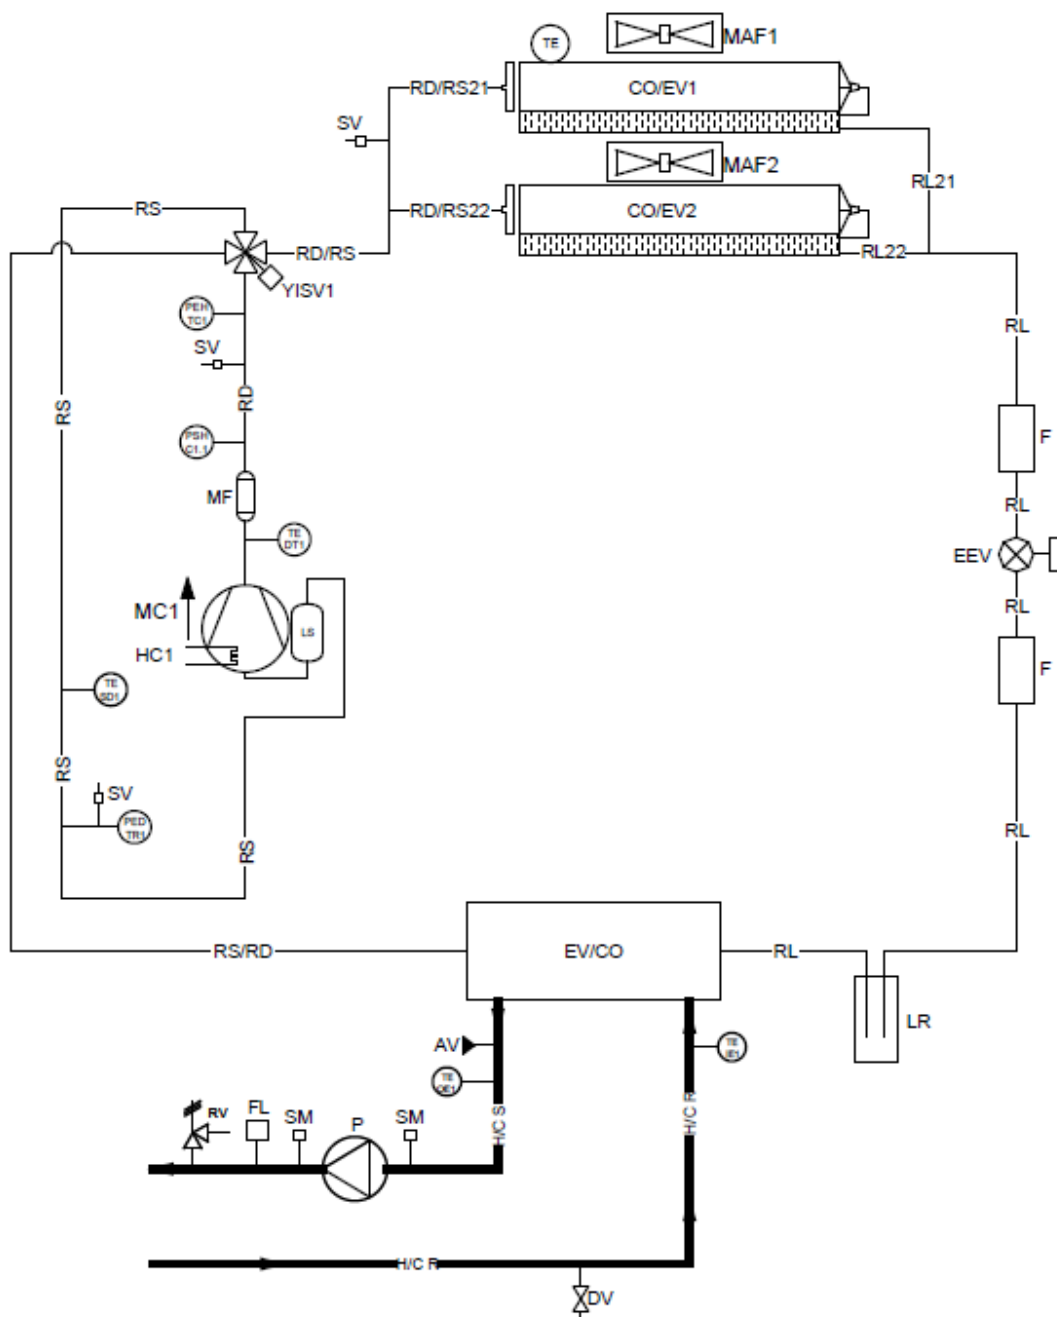 TE
MAF1
RD/RS21
CO/EV1
SV
MAF2
RL21
RS
RD/RS22
CO/EV2
RD/RS
RL22
YISV1
PEH
TC1
RL
SV
RD
RS
PSH
C1.1
F
MF
RL
TE
DT1
EEV
MC1
RL
LS
HC1
F
TE
SD1
RS
SV
PED
TR1
RL
RS
RS/RD
EV/CO
RL
LR
AV
TE
IE1
TE
OE1
H/C S
H/C R
RV
FL
SM
P
SM
H/C R
DV